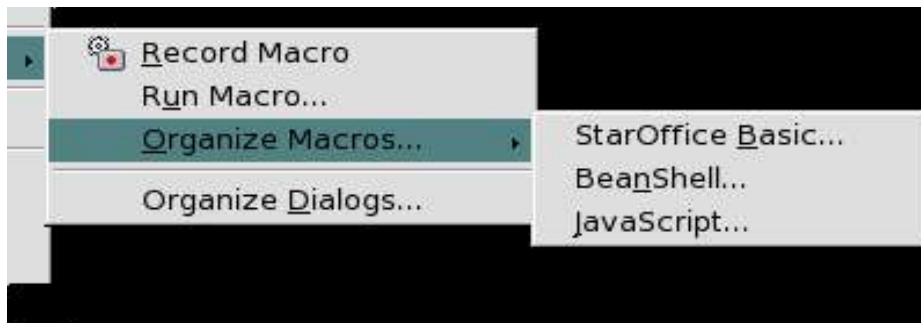 Record Macro
Run Macro...
Organize Macros...
Organize Dialogs...
StarOffice Basic...
BeanShell...
JavaScript...